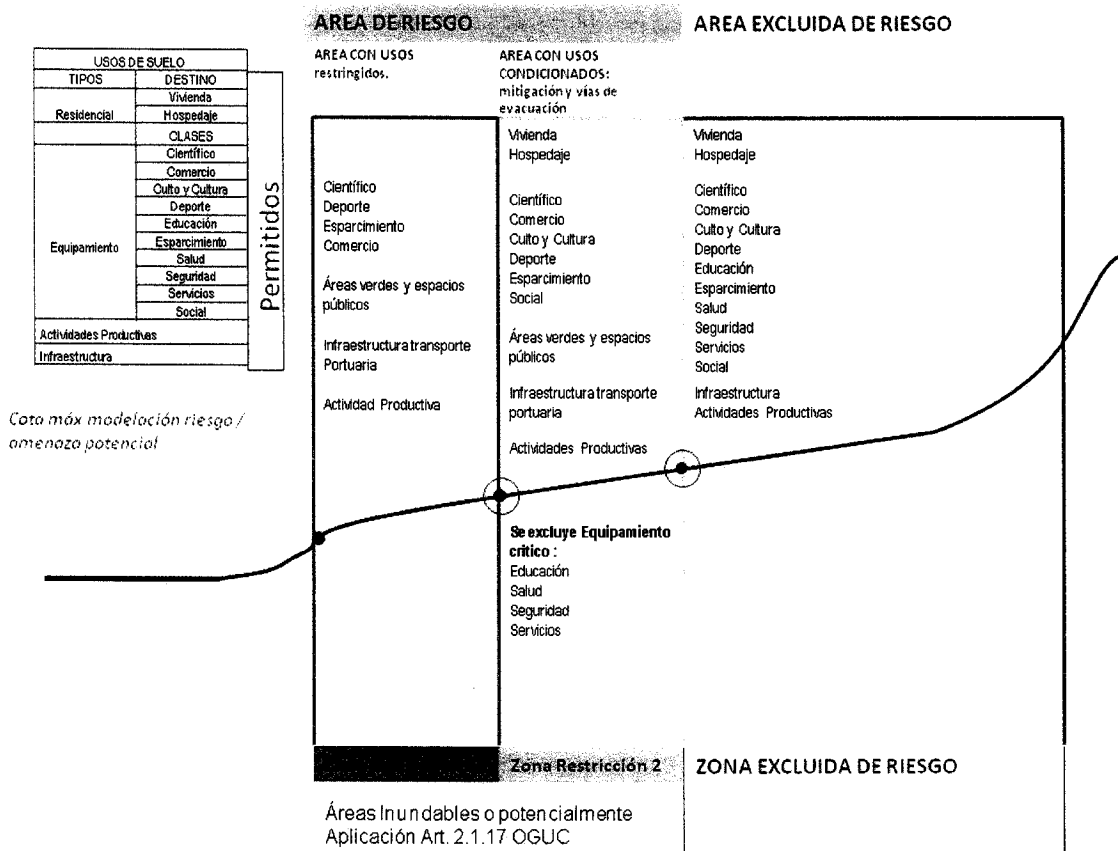 AREA DE RIESGO
AREA EXCLUIDA DE RIESGO
AREA CON USOS
restringidos.
AREA CON USOS
CONDICIONADOS:
mitigación y vías de
evacuación
USOS DE SUELO
TIPOS DESTINO
Residencial
Vivienda
Hospedaje
CLASES
Equipamiento
Científico
Comercio
Culto y Cultura
Deporte
Educación
Esparcimiento
Salud
Seguridad
Servicios
Social
Actividades Productivas
Infraestructura
Permitidos
Cota máx modelación riesgo /
amenaza potencial
Científico
Deporte
Esparcimiento
Comercio
Áreas verdes y espacios
públicos
Infraestructura transporte
Portuaria
Actividad Productiva
Vivienda
Hospedaje
Científico
Comercio
Culto y Cultura
Deporte
Esparcimiento
Social
Áreas verdes y espacios
públicos
Infraestructura transporte
portuaria
Actividades Productivas
Se excluye Equipamiento
critico :
Educación
Salud
Seguridad
Servicios
Vivienda
Hospedaje
Científico
Comercio
Culto y Cultura
Deporte
Educación
Esparcimiento
Salud
Seguridad
Servicios
Social
Infraestructura
Actividades Productivas
Zona Restricción 2
ZONA EXCLUIDA DE RIESGO
Áreas Inundables o potencialmente
Aplicación Art. 2.1.17 OGUC